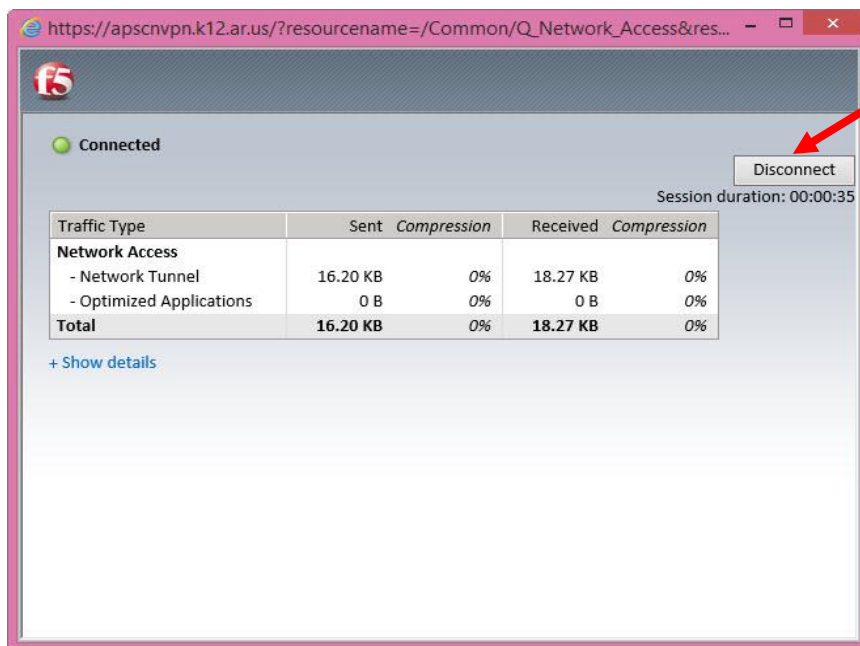 https://apscnvpn.k12.ar.us/?resourcename=/Common/Q_Network_Access&res...
f5
Connected
Disconnect
Session duration: 00:00:35
Traffic Type Sent Compression Received Compression
Network Access
- Network Tunnel 16.20 KB 0% 18.27 KB 0%
- Optimized Applications 0 B 0% 0 B 0%
Total 16.20 KB 0% 18.27 KB 0%
+ Show details